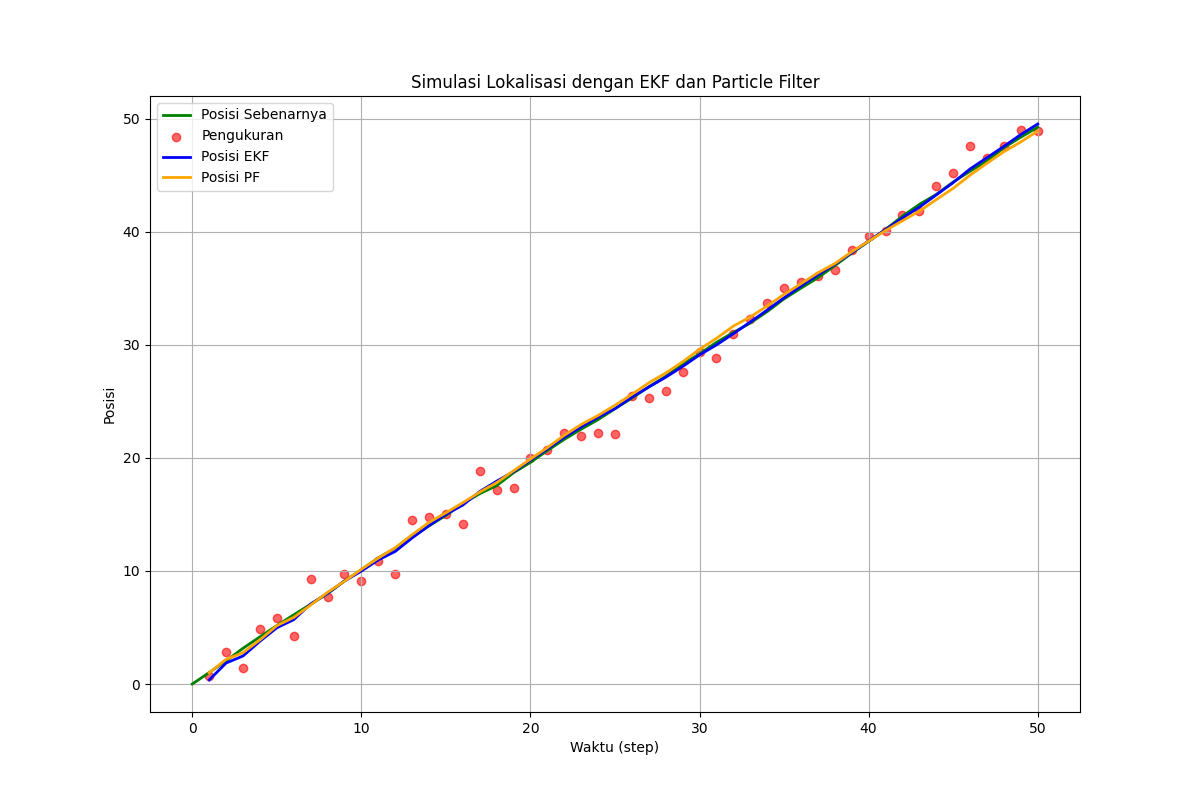 Simulasi Lokalisasi dengan EKF dan Particle Filter
Posisi Sebenarnya
Pengukuran
Posisi EKF
Posisi PF
50
40
30
20
10
0
Posisi
0 10 20 30 40 50
Waktu (step)